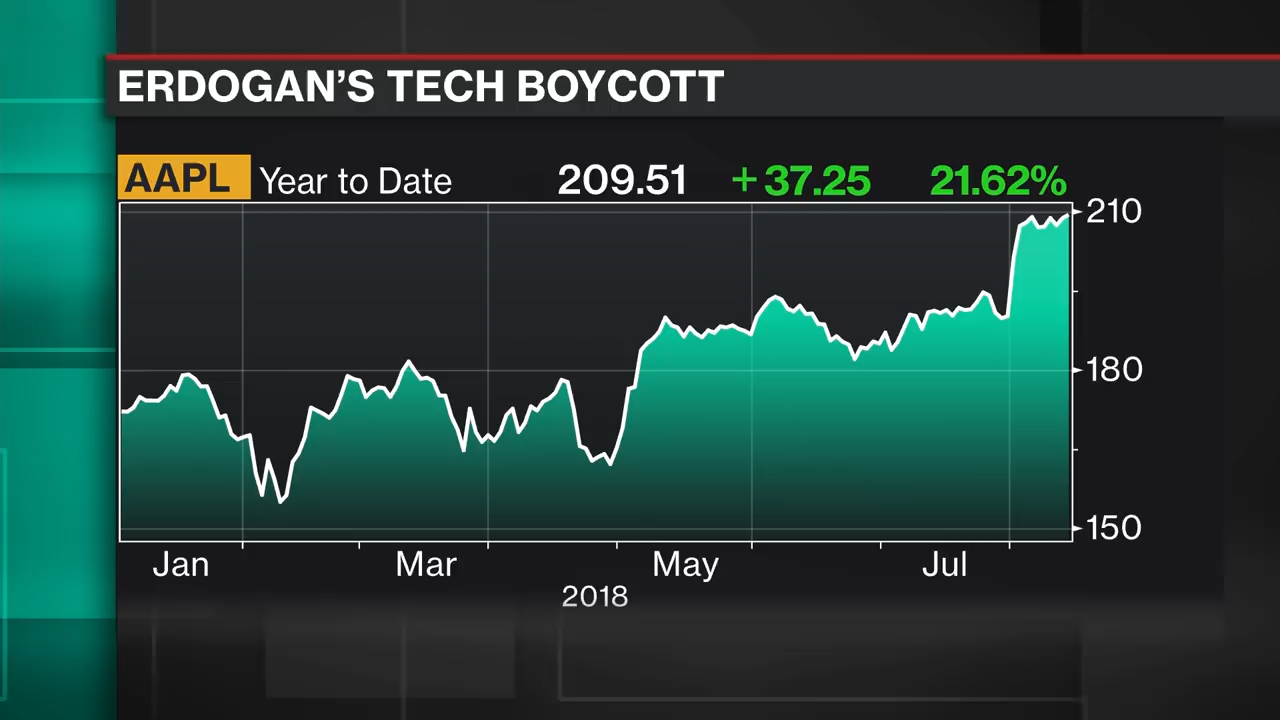 ERDOGAN'S TECH BOYCOTT
AAPL Year to Date 209.51 +37.25 21.62%
210
180
150
Jan Mar May Jul
2018